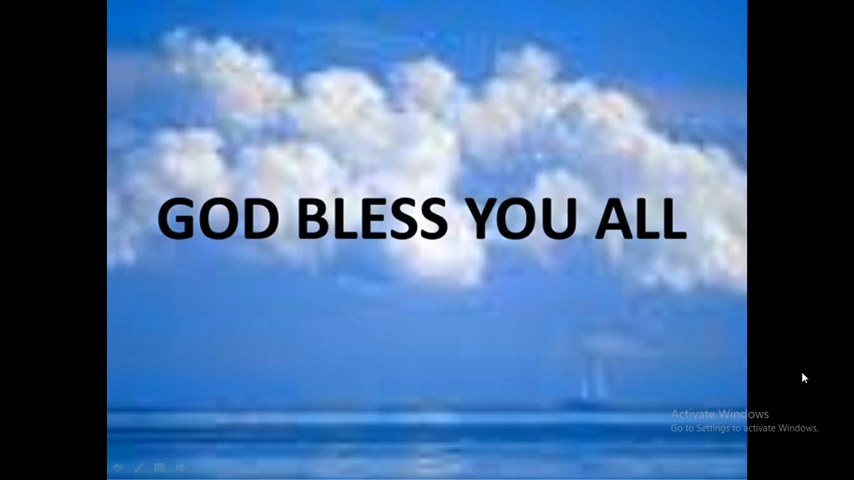 GOD BLESS YOU ALL
Activate Windows
Go to Settings to activate Windows.